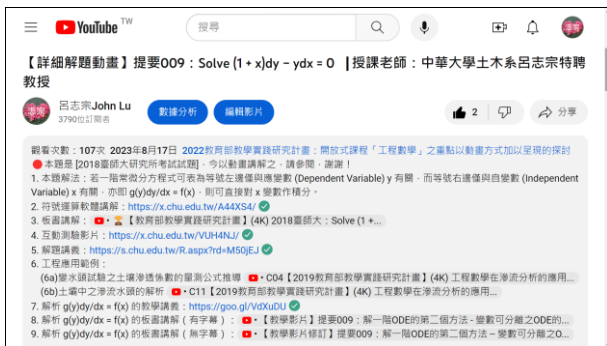 YouTube TW
搜尋
【詳細解題動畫】提要009：Solve (1 + x)dy − ydx = 0 ┃授課老師：中華大學土木系呂志宗特聘
教授
呂志宗John Lu
3790位訂閱者
數據分析
編輯影片
2
分享
觀看次數：107次 2023年8月17日 2022教育部教學實踐研究計畫：開放式課程「工程數學」之重點以動畫方式加以呈現的探討
🔴本題是 [2018臺師大研究所考試試題]，今以動畫講解之，請參閱，謝謝！
1. 本題解法：若一階常微分方程式可表為等號左邊僅與應變數 (Dependent Variable) y 有關，而等號右邊僅與自變數 (Independent
Variable) x 有關，亦即 g(y)dy/dx = f(x)，則可直接對 x 變數作積分。
2. 符號運算軟體講解：https://x.chu.edu.tw/A44XS4/ ✅
3. 板書講解： • ⏳【教育部教學實踐研究計畫】(4K) 2018臺師大：Solve (1 +...
4. 互動測驗影片：https://x.chu.edu.tw/VUH4NJ/ ✅
5. 解題講義：https://s.chu.edu.tw/R.aspx?rd=M50jEJ ✅
6. 工程應用範例：
(6a)變水頭試驗之土壤滲透係數的量測公式推導 • C04【2019教育部教學實踐研究計畫】(4K) 工程數學在滲流分析的應用...
(6b)土壤中之滲流水頭的解析 • C11【2019教育部教學實踐研究計畫】(4K) 工程數學在滲流分析的應用...
7. 解析 g(y)dy/dx = f(x) 的教學講義：https://goo.gl/VdXuDU ✅
8. 解析 g(y)dy/dx = f(x) 的板書講解（有字幕）： •【教學影片】提要009：解一階ODE的第二個方法 - 變數可分離之ODE的...
9. 解析 g(y)dy/dx = f(x) 的板書講解（無字幕）： •【教學影片修訂】提要009：解一階ODE的第二個方法 – 變數可分離之O...